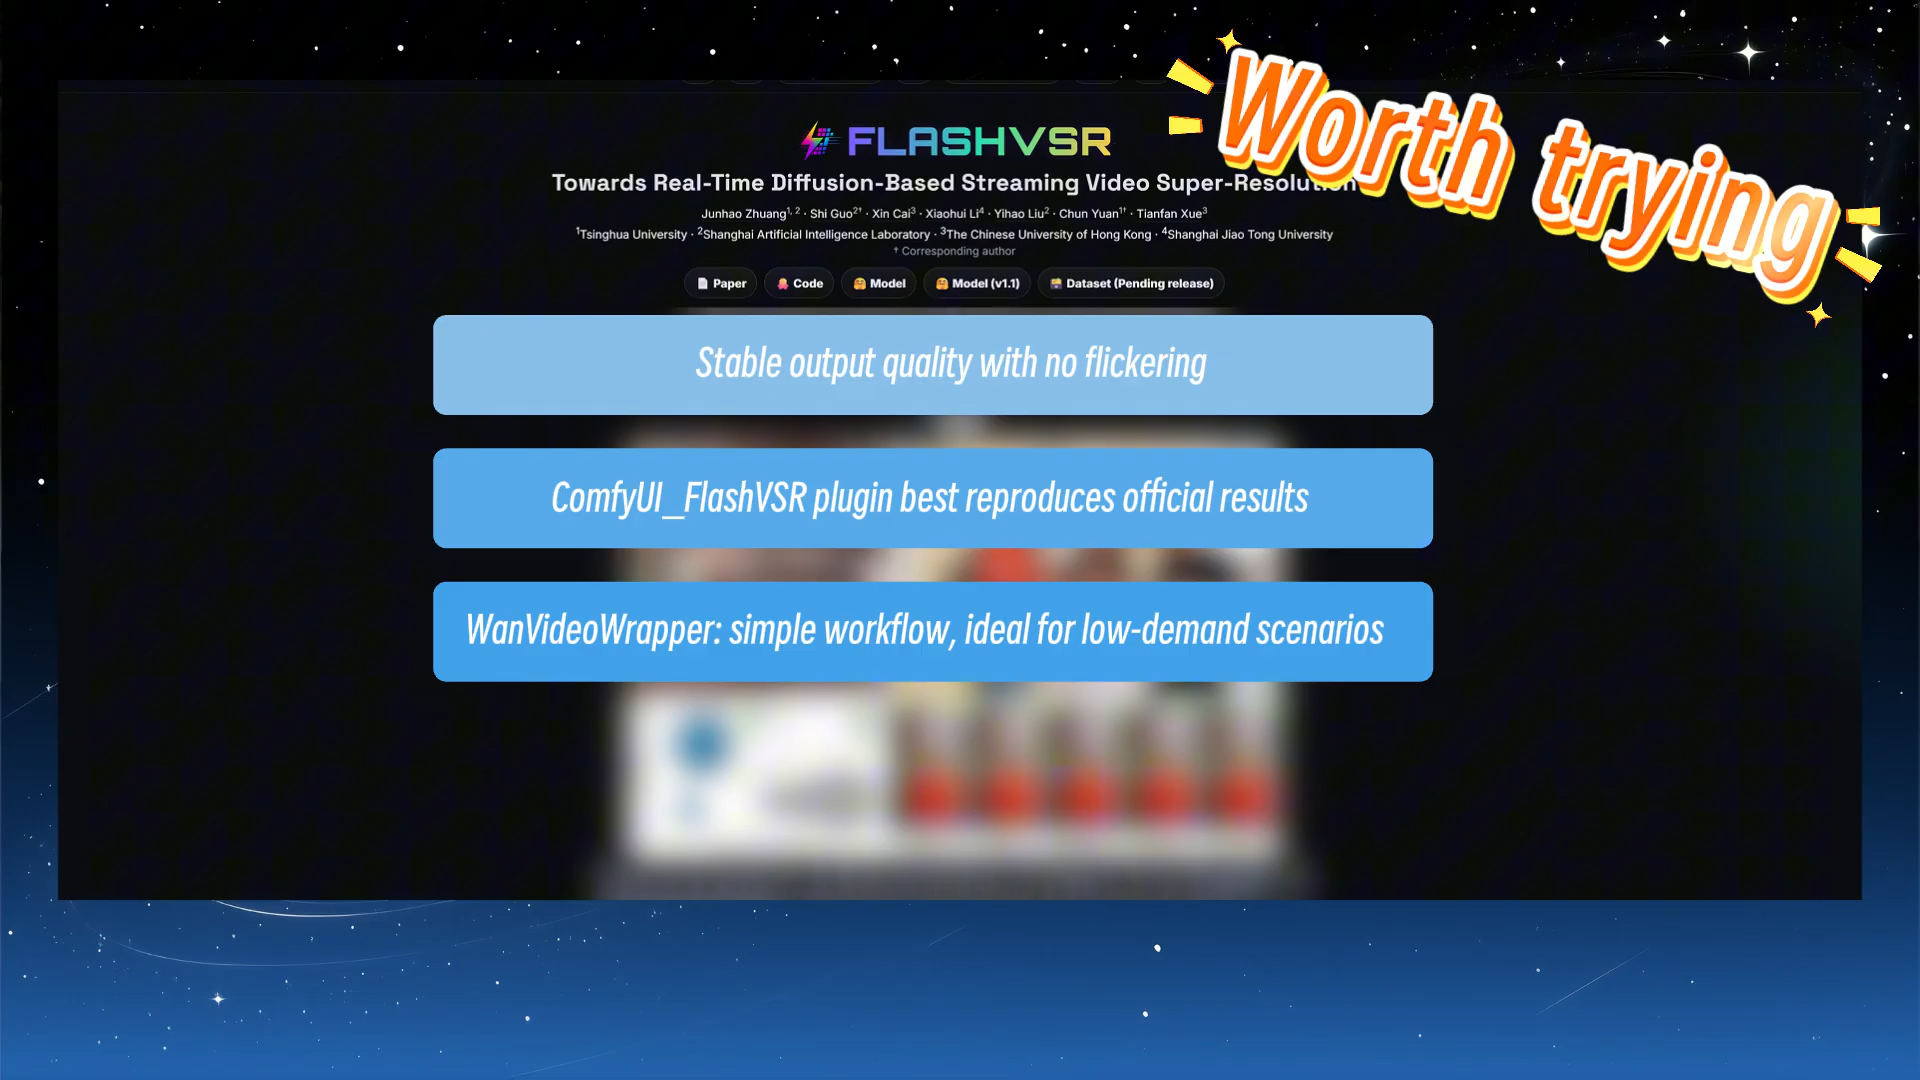 FLASHVSR
Worth trying
Towards Real-Time Diffusion-Based Streaming Video Super-Resolution
Junhao Zhuang1, 2 · Shi Guo2† · Xin Cai3 · Xiaohui Li4 · Yihao Liu2 · Chun Yuan1† · Tianfan Xue3
1Tsinghua University · 2Shanghai Artificial Intelligence Laboratory · 3The Chinese University of Hong Kong · 4Shanghai Jiao Tong University
† Corresponding author
Paper Code Model Model (v1.1) Dataset (Pending release)
Stable output quality with no flickering
ComfyUI_FlashVSR plugin best reproduces official results
WanVideoWrapper: simple workflow, ideal for low-demand scenarios